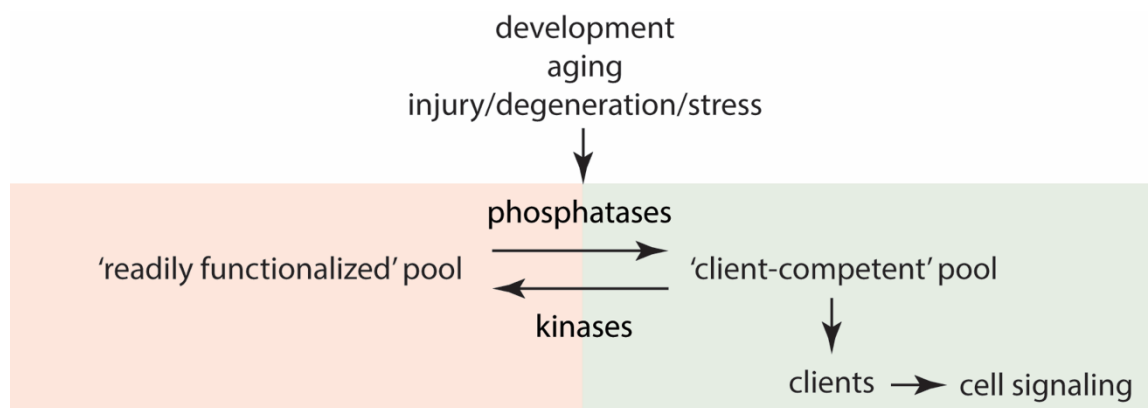 development
aging
injury/degeneration/stress
phosphatases
‘readily functionalized’ pool
‘client-competent’ pool
kinases
clients
cell signaling